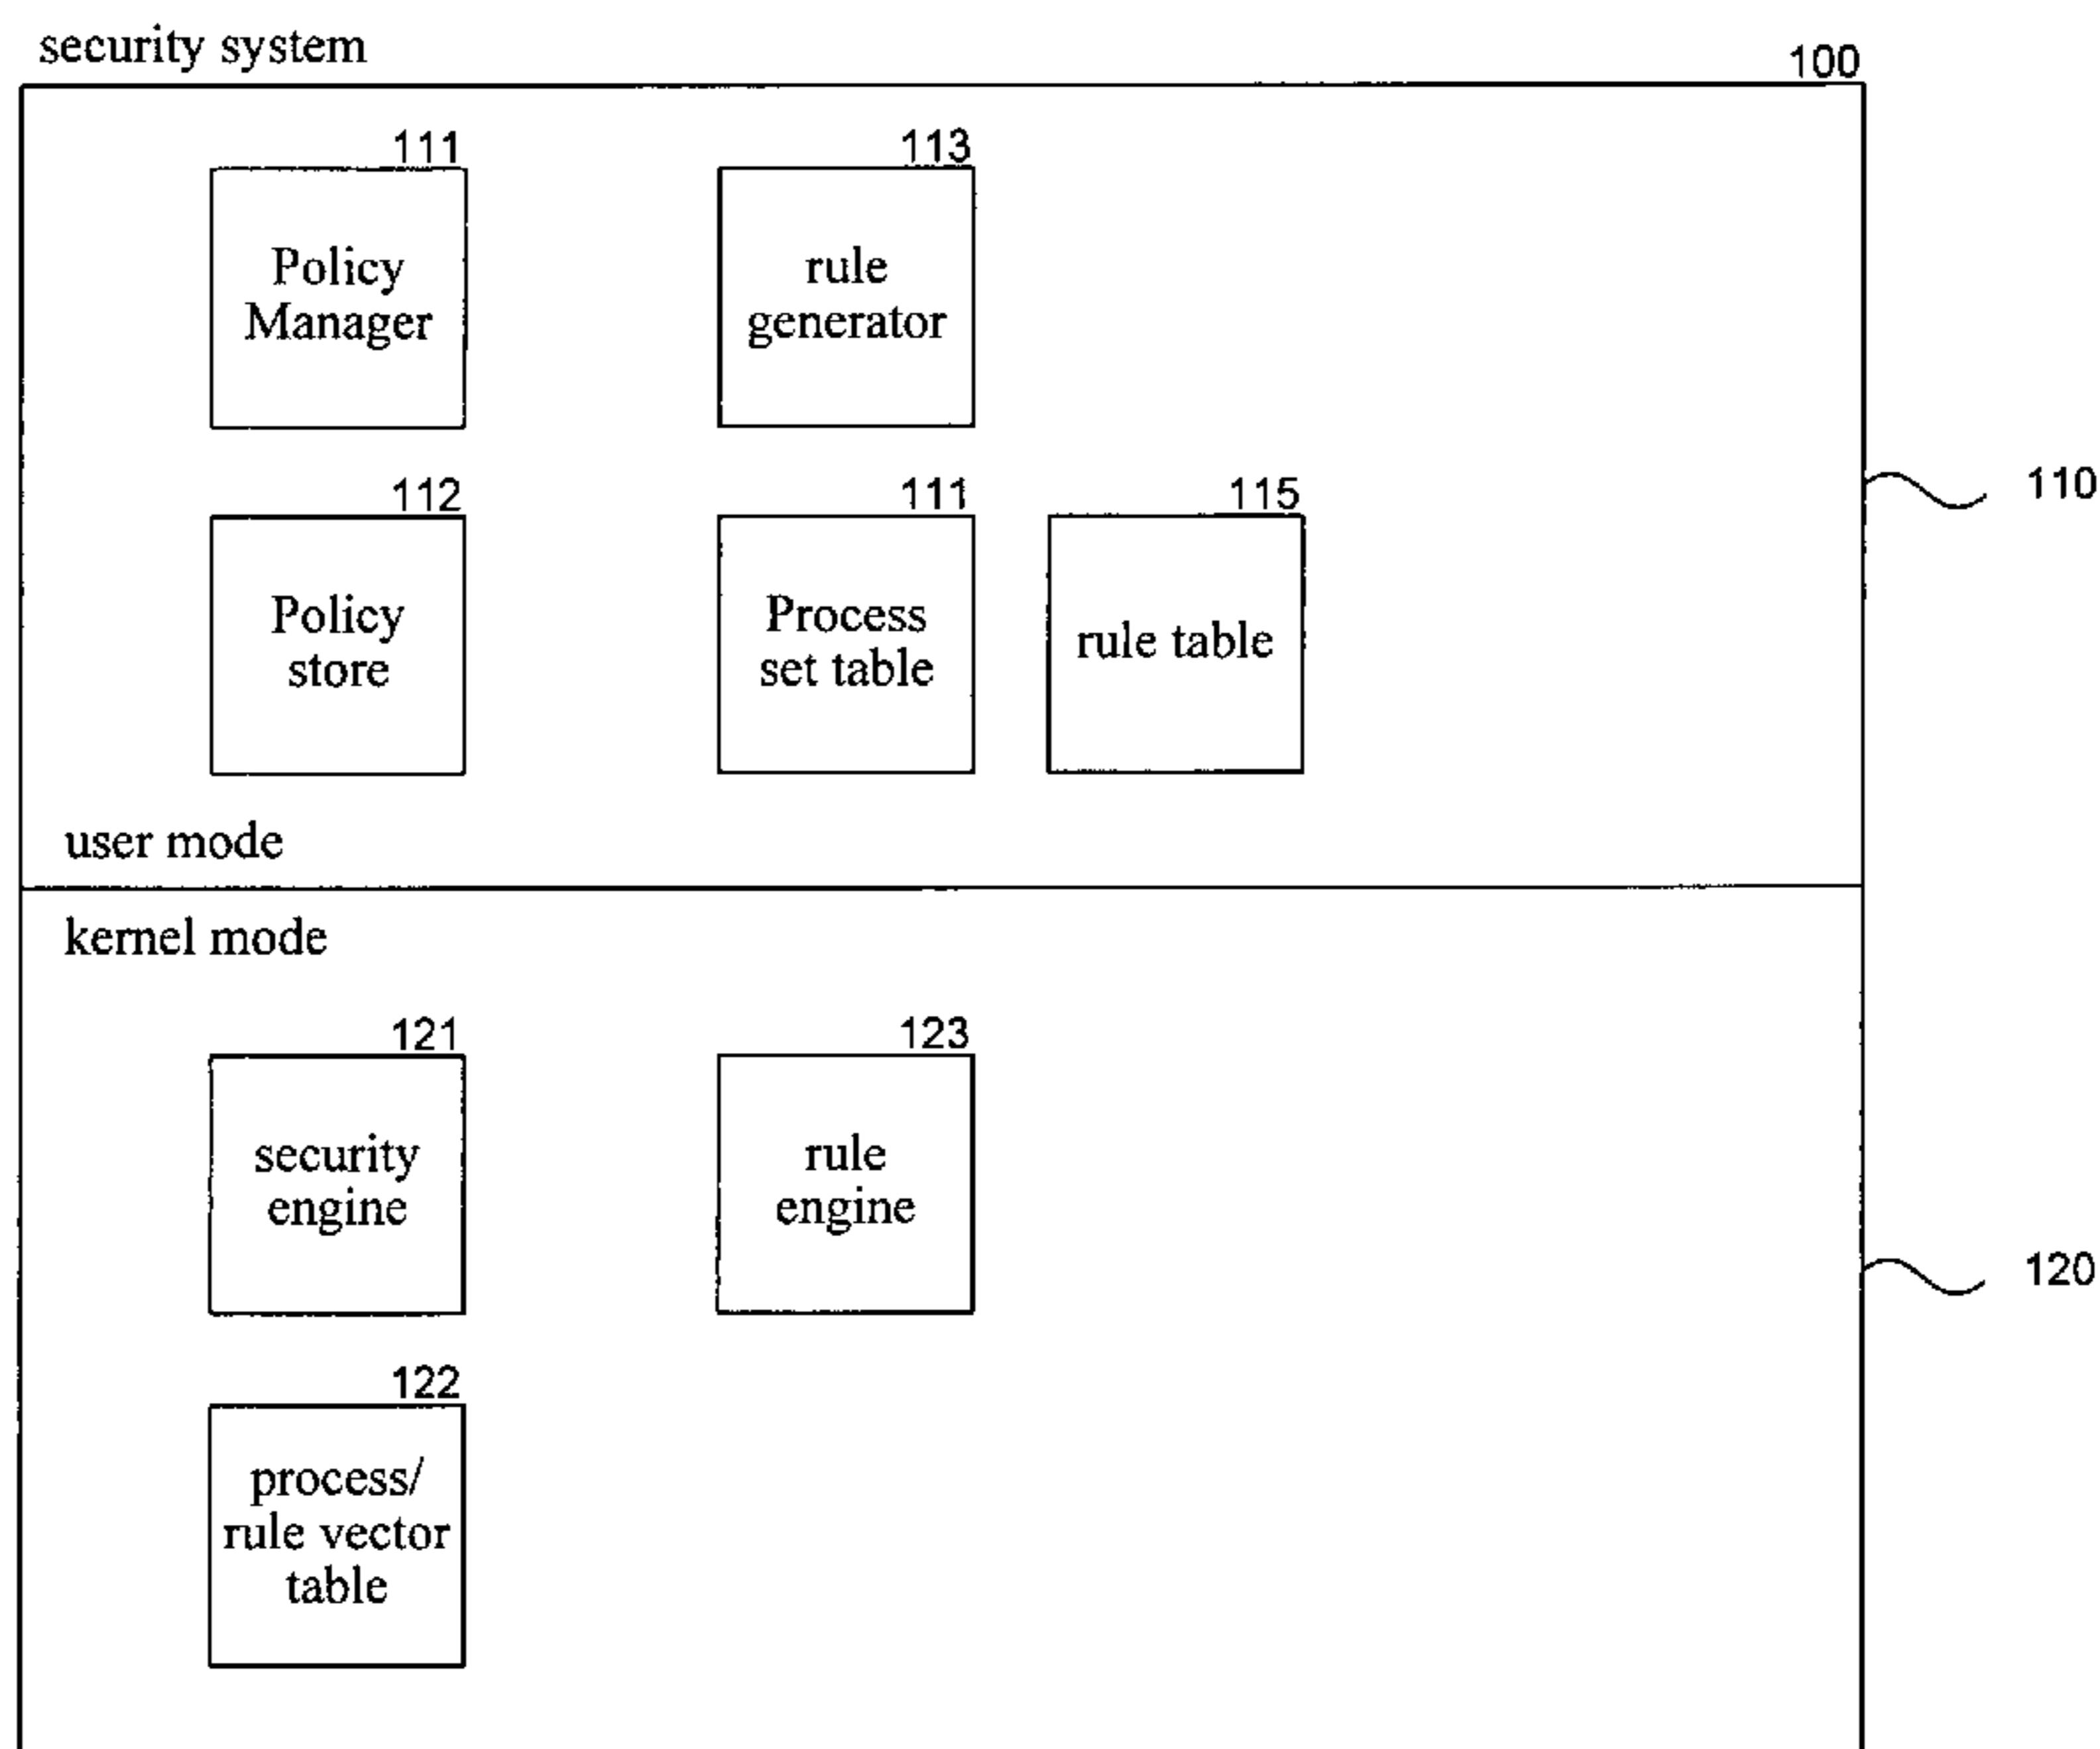 security system
100
111
113
Policy
Manager
rule
generator
110
112
111
115
Policy
store
Process
set table
rule table
user mode
kernel mode
121
123
security
engine
rule
engine
120
122
process/
rule vector
table